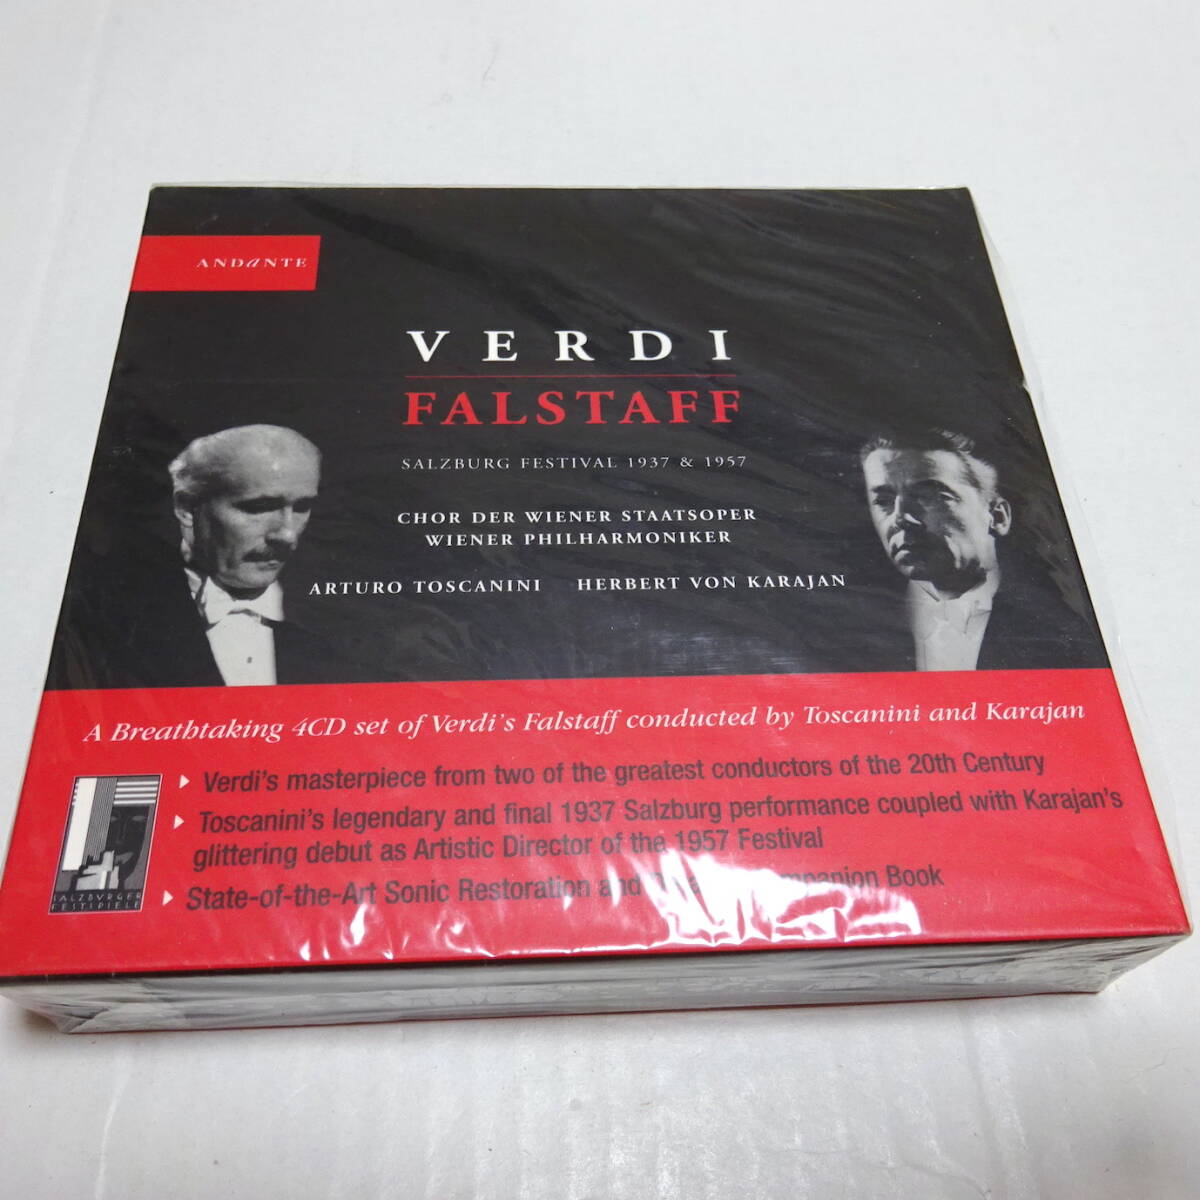 ANDaNTE
VERDI
FALSTAFF
SALZBURG FESTIVAL 1937 & 1957
CHOR DER WIENER STAATSOPER
WIENER PHILHARMONIKER
ARTURO TOSCANINI HERBERT VON KARAJAN
A Breathtaking 4CD set of Verdi's Falstaff conducted by Toscanini and Karajan
Verdi's masterpiece from two of the greatest conductors of the 20th Century
Toscanini's legendary and final 1937 Salzburg performance coupled with Karajan's
glittering debut as Artistic Director of the 1957 Festival
State-of-the-Art Sonic Restoration and Companion Book
SALZBVRGER
FESTSPIELE